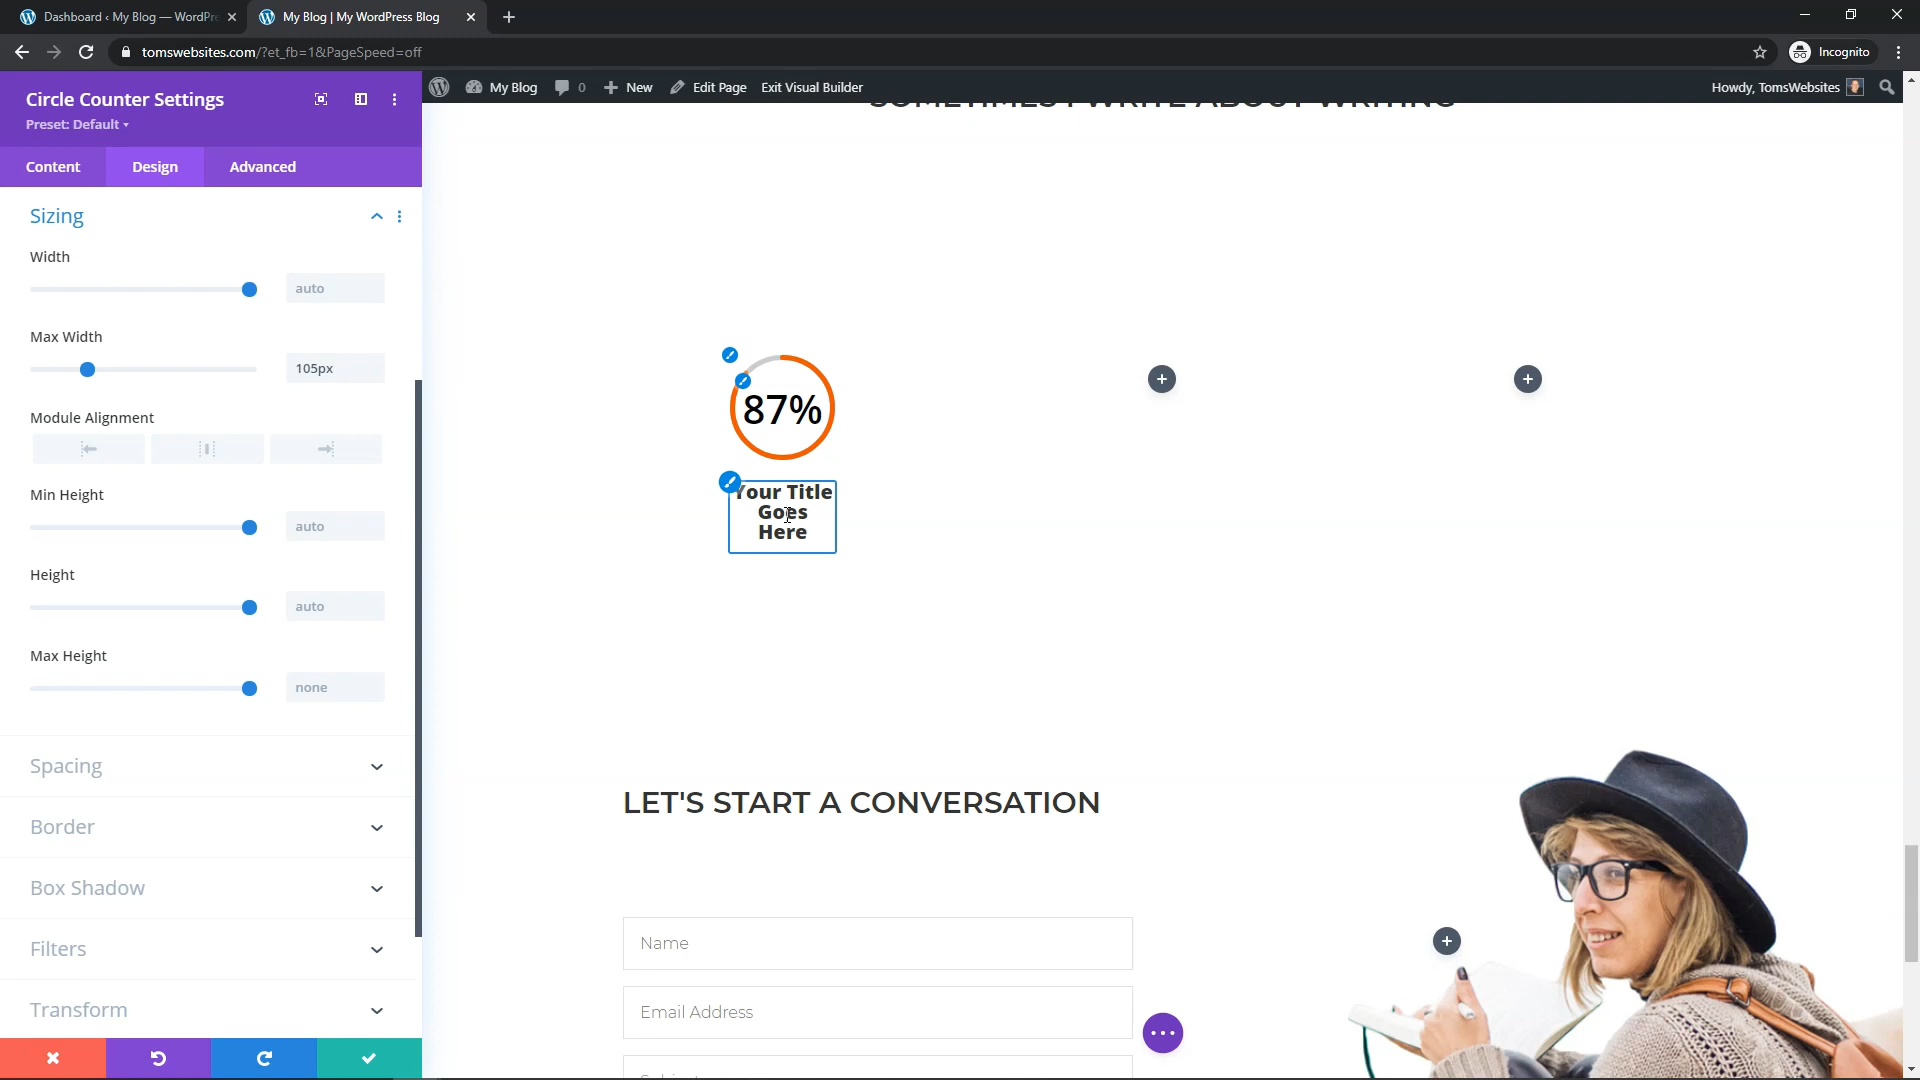 Dashboard ‹ My Blog — WordPre
My Blog | My WordPress Blog
tomswebsites.com/?et_fb=1&PageSpeed=off
Incognito
Circle Counter Settings
Preset: Default
Content
Design
Advanced
My Blog
0
New
Edit Page
Exit Visual Builder
Howdy, TomsWebsites
SOMETIMES I WRITE ABOUT WRITING
Sizing
Width
auto
Max Width
105px
Module Alignment
Min Height
auto
Height
auto
Max Height
none
Spacing
Border
Box Shadow
Filters
Transform
87%
Your Title
Goes
Here
LET'S START A CONVERSATION
Name
Email Address